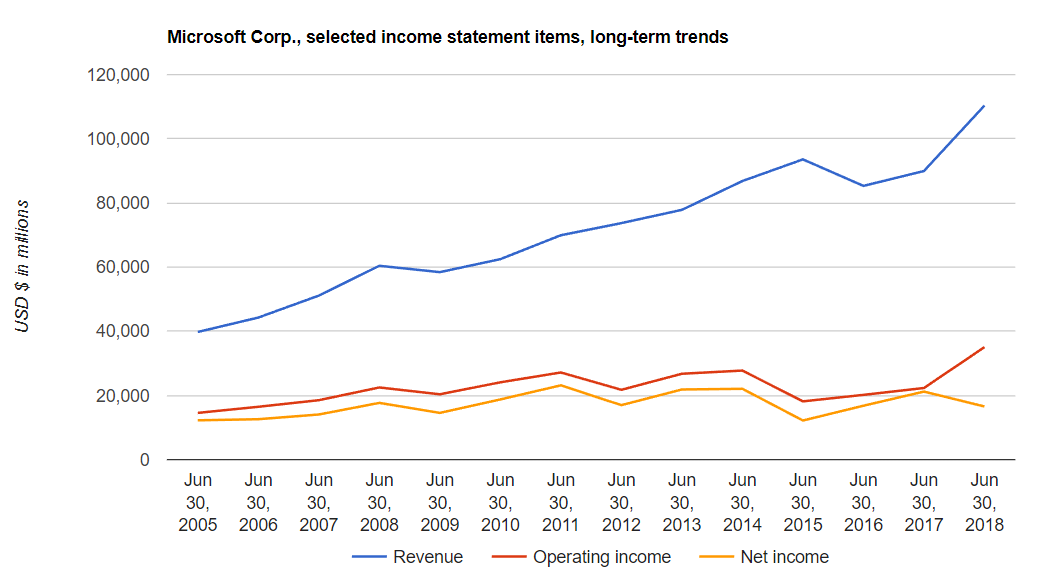 Microsoft Corp., selected income statement items, long-term trends
USD $ in millions
120,000
100,000
80,000
60,000
40,000
20,000
0
Jun 30, 2005
Jun 30, 2006
Jun 30, 2007
Jun 30, 2008
Jun 30, 2009
Jun 30, 2010
Jun 30, 2011
Jun 30, 2012
Jun 30, 2013
Jun 30, 2014
Jun 30, 2015
Jun 30, 2016
Jun 30, 2017
Jun 30, 2018
Revenue Operating income Net income